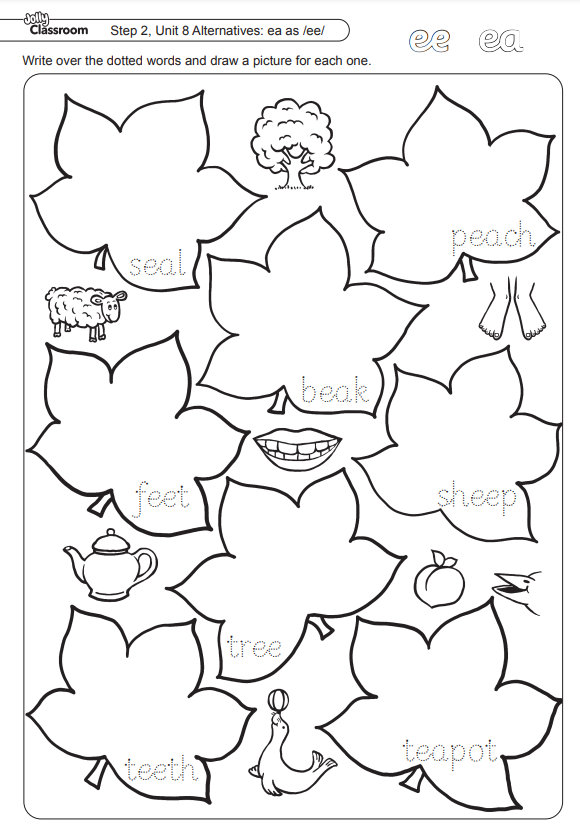 Jolly
Classroom
Step 2, Unit 8 Alternatives: ea as /ee/
ee ea
Write over the dotted words and draw a picture for each one.
seal
peach
beak
feet
sheep
tree
teeth
teapot